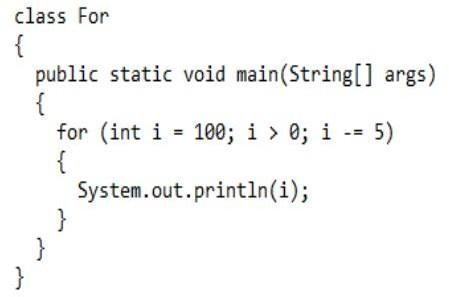 class For
{
  public static void main(String[] args)
  {
    for (int i = 100; i > 0; i -= 5)
    {
      System.out.println(i);
    }
  }
}